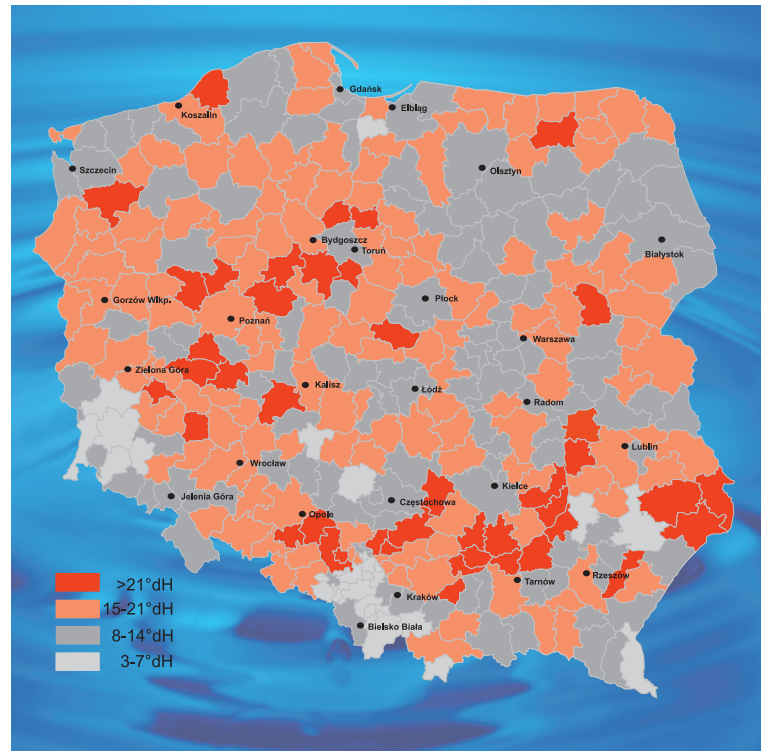 Gdańsk
Elbląg
Koszalin
Szczecin
Olsztyn
Bydgoszcz
Toruń
Białystok
Gorzów Wlkp.
Płock
Poznań
Warszawa
Zielona Góra
Kalisz
Łódź
Radom
Lublin
Wrocław
Kielce
Jelenia Góra
Częstochowa
Opole
Rzeszów
Tarnów
Kraków
Bielsko Biała
>21°dH
15-21°dH
8-14°dH
3-7°dH